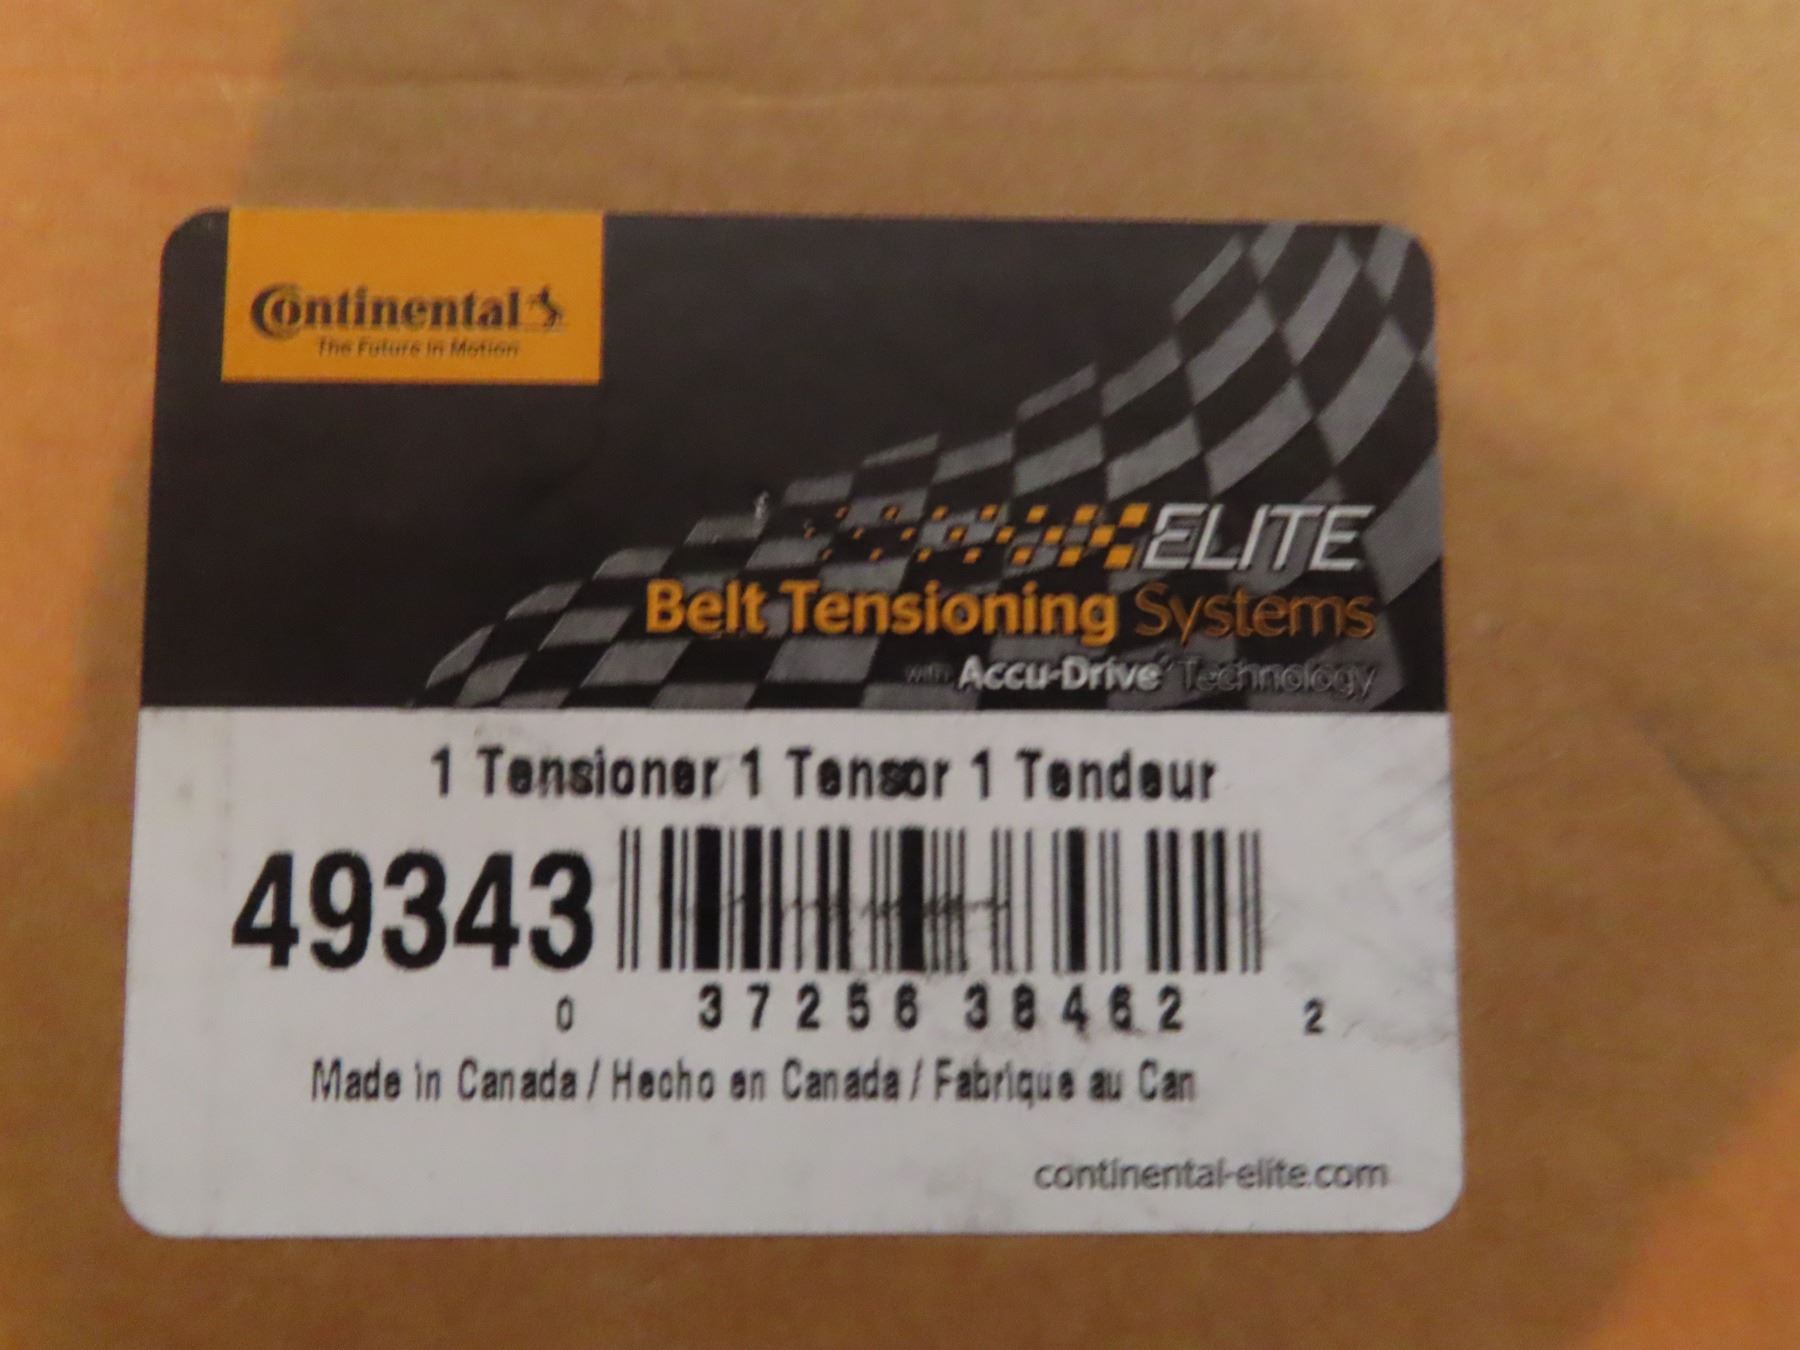 Continental
The Future in Motion
ELITE
Belt Tensioning Systems
with Accu-Drive® Technology
1 Tensioner 1 Tensor 1 Tendeur
49343
0 37256 38462 2
Made in Canada / Hecho en Canada / Fabrique au Can
continental-elite.com